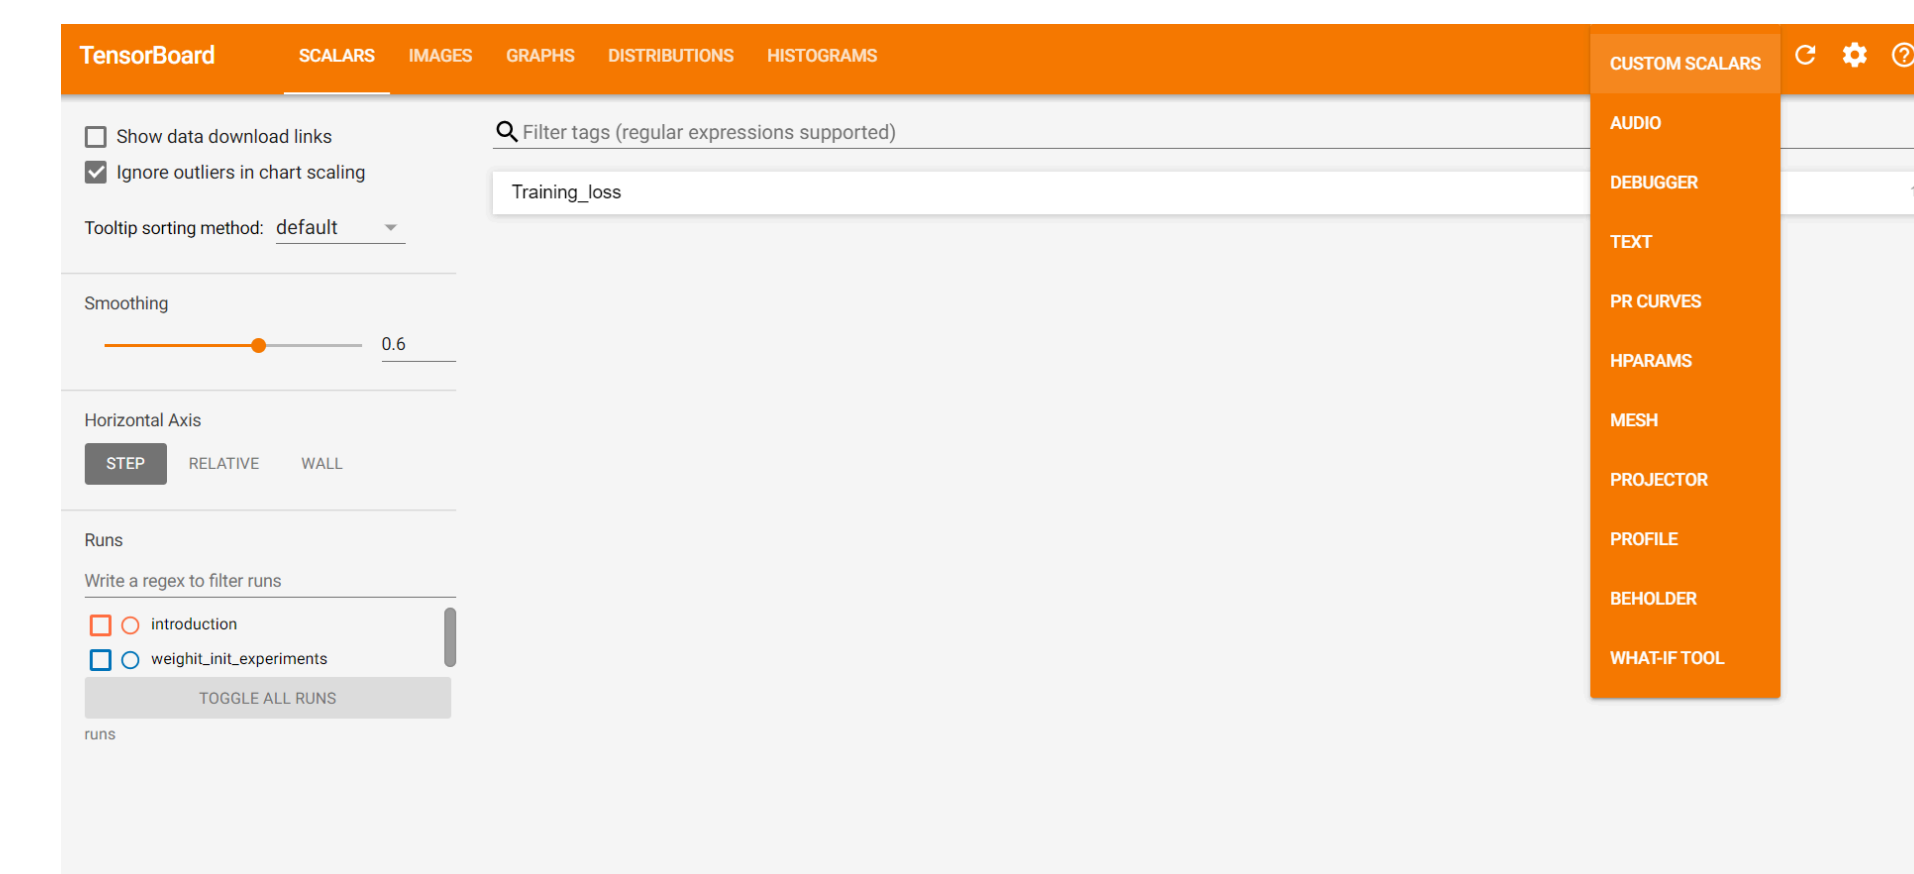 TensorBoard SCALARS IMAGES GRAPHS DISTRIBUTIONS HISTOGRAMS
Show data download links
Ignore outliers in chart scaling
Tooltip sorting method: default
Smoothing
0.6
Horizontal Axis
STEP RELATIVE WALL
Runs
Write a regex to filter runs
introduction
weighit_init_experiments
TOGGLE ALL RUNS
runs
Filter tags (regular expressions supported)
Training_loss
CUSTOM SCALARS
AUDIO
DEBUGGER
TEXT
PR CURVES
HPARAMS
MESH
PROJECTOR
PROFILE
BEHOLDER
WHAT-IF TOOL